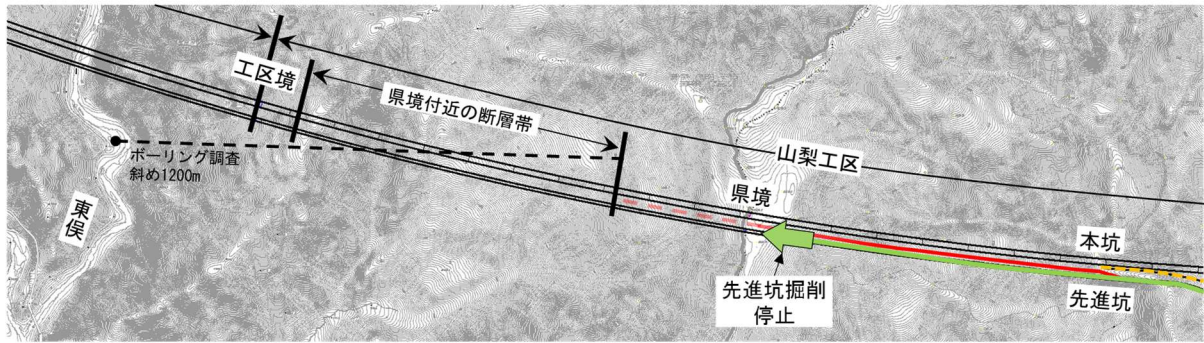 工区境
県境付近の断層帯
山梨工区
ボーリング調査
斜め1200m
東俣
県境
先進坑掘削
停止
本坑
先進坑